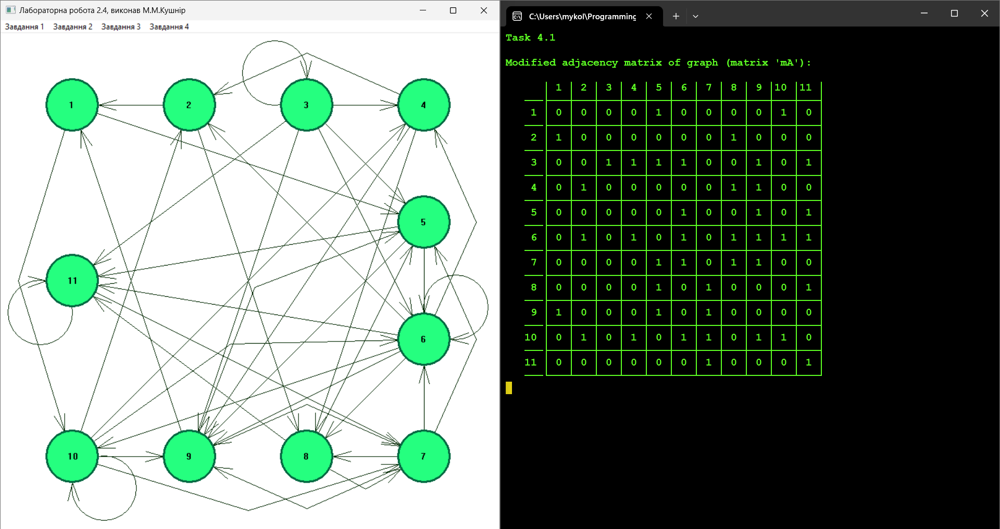 Лабораторна робота 2.4, виконав М.М.Кушнір
Завдання 1 Завдання 2 Завдання 3 Завдання 4
1 2 3 4
5
11
6
10 9 8 7
C:\Users\mykol\Programming
Task 4.1
Modified adjacency matrix of graph (matrix 'mA'):
1 2 3 4 5 6 7 8 9 10 11
1 0 0 0 0 1 0 0 0 0 1 0
2 1 0 0 0 0 0 0 1 0 0 0
3 0 0 1 1 1 1 0 0 1 0 1
4 0 1 0 0 0 0 0 1 1 0 0
5 0 0 0 0 0 1 0 0 1 0 1
6 0 1 0 1 0 1 0 1 1 1 1
7 0 0 0 0 1 1 0 1 1 0 0
8 0 0 0 0 1 0 1 0 0 0 1
9 1 0 0 0 1 0 1 0 0 0 0
10 0 1 0 1 0 1 1 0 1 1 0
11 0 0 0 0 0 0 1 0 0 0 1